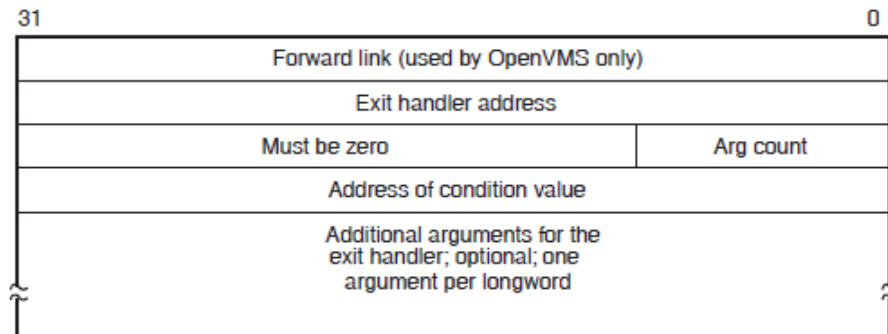 31 0
Forward link (used by OpenVMS only)
Exit handler address
Must be zero Arg count
Address of condition value
Additional arguments for the
exit handler; optional; one
argument per longword